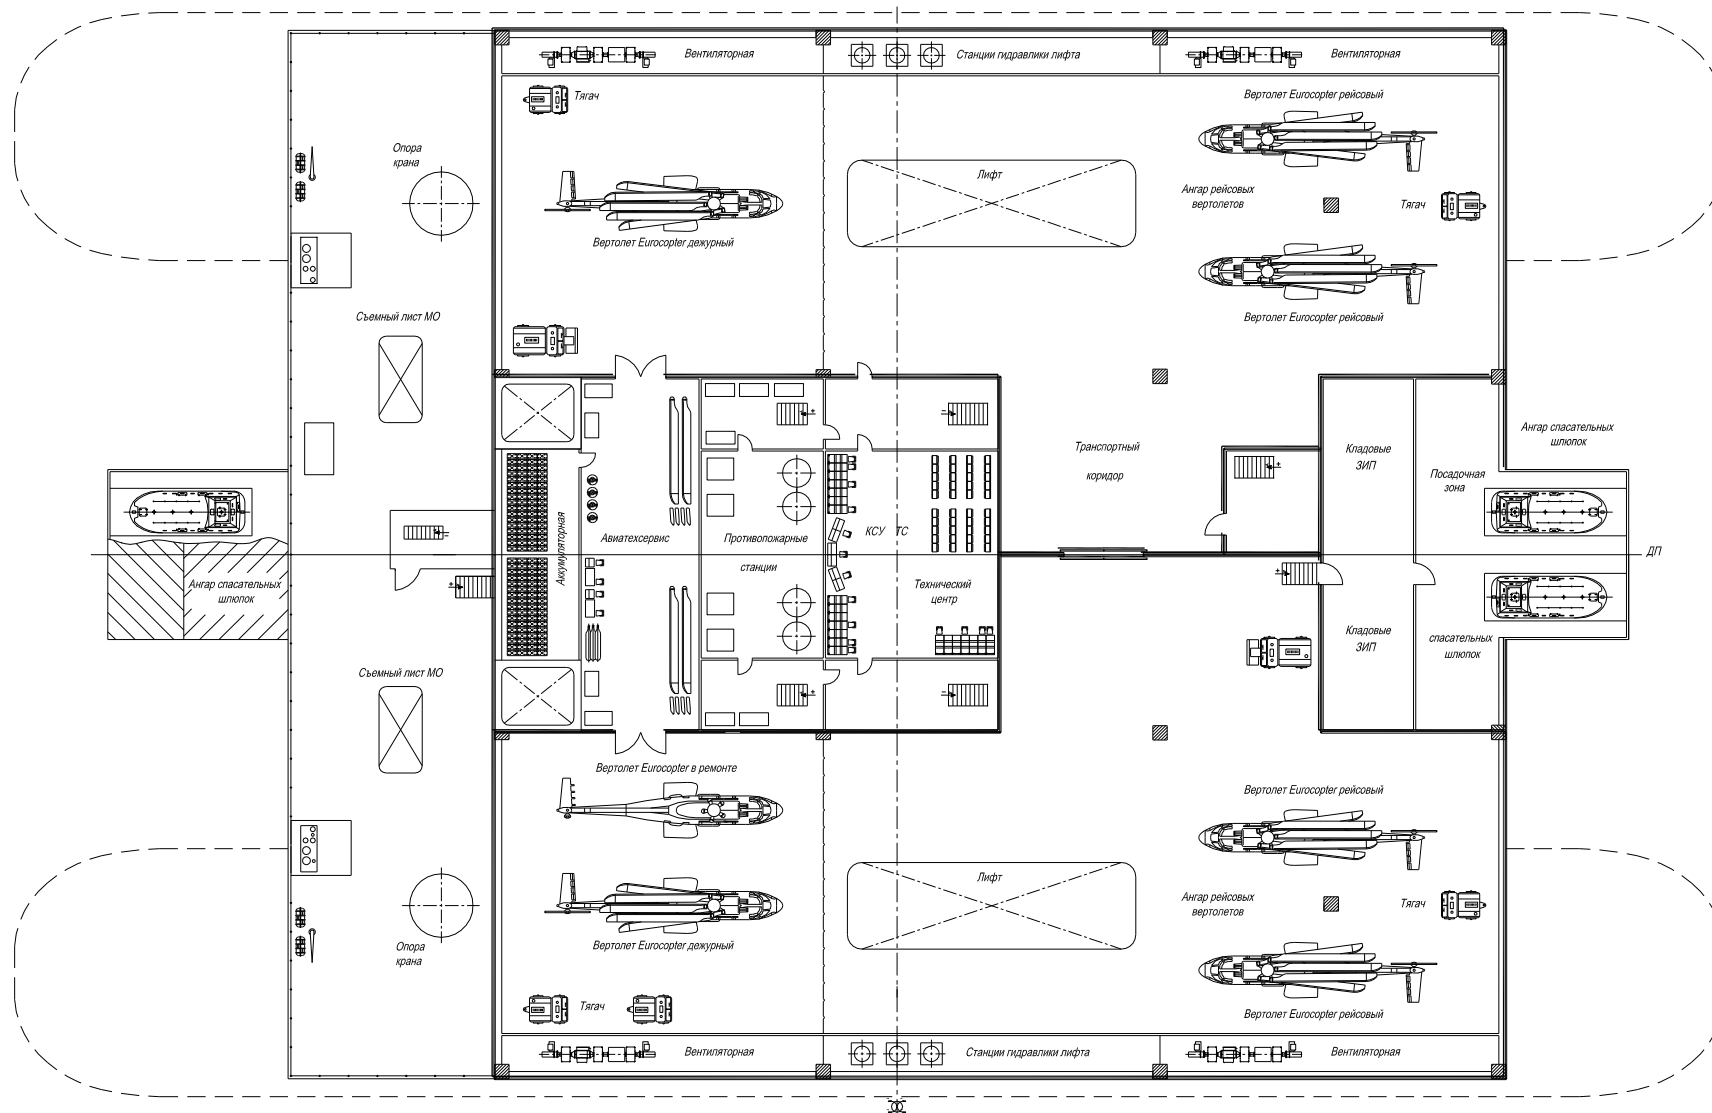 Вентиляторная
Станции гидравлики лифта
Вентиляторная
Тягач
Вертолет Eurocopter рейсовый
Опора
крана
Лифт
Ангар рейсовых
вертолетов
Тягач
Вертолет Eurocopter дежурный
Съемный лист МО
Вертолет Eurocopter рейсовый
Ангар спасательных
шлюпок
Транспортный
коридор
Кладовые
ЗИП
Посадочная
зона
Аккумуляторная
Авиатехсервис
Противопожарные
станции
КСУ ТС
ДП
Ангар спасательных
шлюпок
Технический
центр
Кладовые
ЗИП
спасательных
шлюпок
Съемный лист МО
Вертолет Eurocopter в ремонте
Вертолет Eurocopter рейсовый
Лифт
Ангар рейсовых
вертолетов
Тягач
Опора
крана
Вертолет Eurocopter дежурный
Тягач
Вертолет Eurocopter рейсовый
Вентиляторная
Станции гидравлики лифта
Вентиляторная